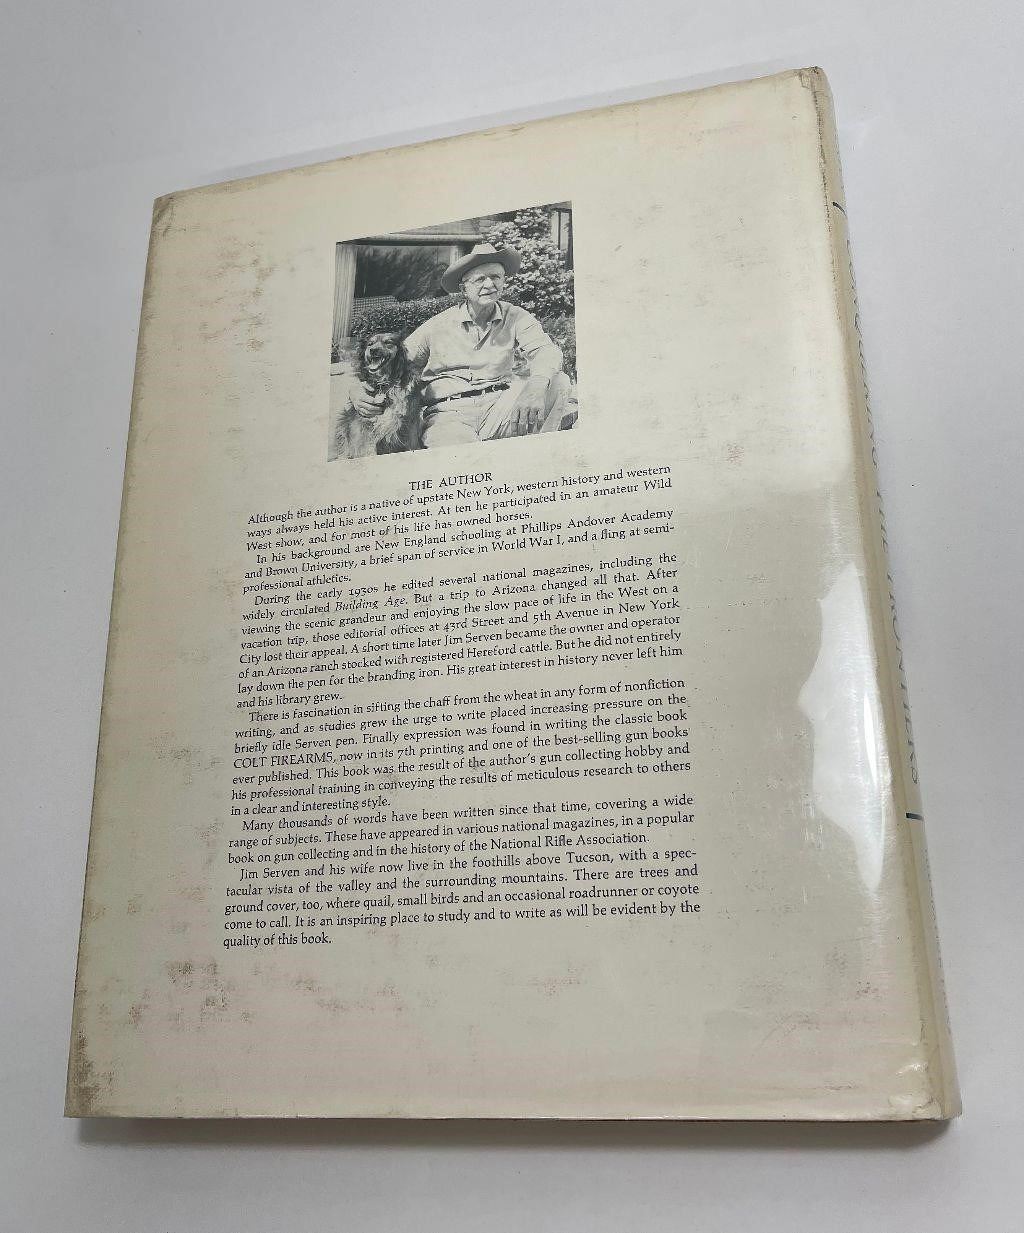 THE AUTHOR
Although the author is a native of upstate New York, western history and western
ways always held his active interest. At ten he participated in an amateur Wild
West show, and for most of his life has owned horses.
In his background are New England schooling at Phillips Andover Academy
and Brown University, a brief span of service in World War I, and a fling at semi-
professional athletics.
During the early 1930s he edited several national magazines, including the
widely circulated Building Age. But a trip to Arizona changed all that. After
viewing the scenic grandeur and enjoying the slow pace of life in the West on a
vacation trip, those editorial offices at 43rd Street and 5th Avenue in New York
City lost their appeal. A short time later Jim Serven became the owner and operator
of an Arizona ranch stocked with registered Hereford cattle. But he did not entirely
lay down the pen for the branding iron. His great interest in history never left him
and his library grew.
There is fascination in sifting the chaff from the wheat in any form of nonfiction
writing, and as studies grew the urge to write placed increasing pressure on the
briefly idle Serven pen. Finally expression was found in writing the classic book
COLT FIREARMS, now in its 7th printing and one of the best-selling gun books
ever published. This book was the result of the author's gun collecting hobby and
his professional training in conveying the results of meticulous research to others
in a clear and interesting style.
Many thousands of words have been written since that time, covering a wide
range of subjects. These have appeared in various national magazines, in a popular
book on gun collecting and in the history of the National Rifle Association.
Jim Serven and his wife now live in the foothills above Tucson, with a spec-
tacular vista of the valley and the surrounding mountains. There are trees and
ground cover, too, where quail, small birds and an occasional roadrunner or coyote
come to call. It is an inspiring place to study and to write as will be evident by the
quality of this book.